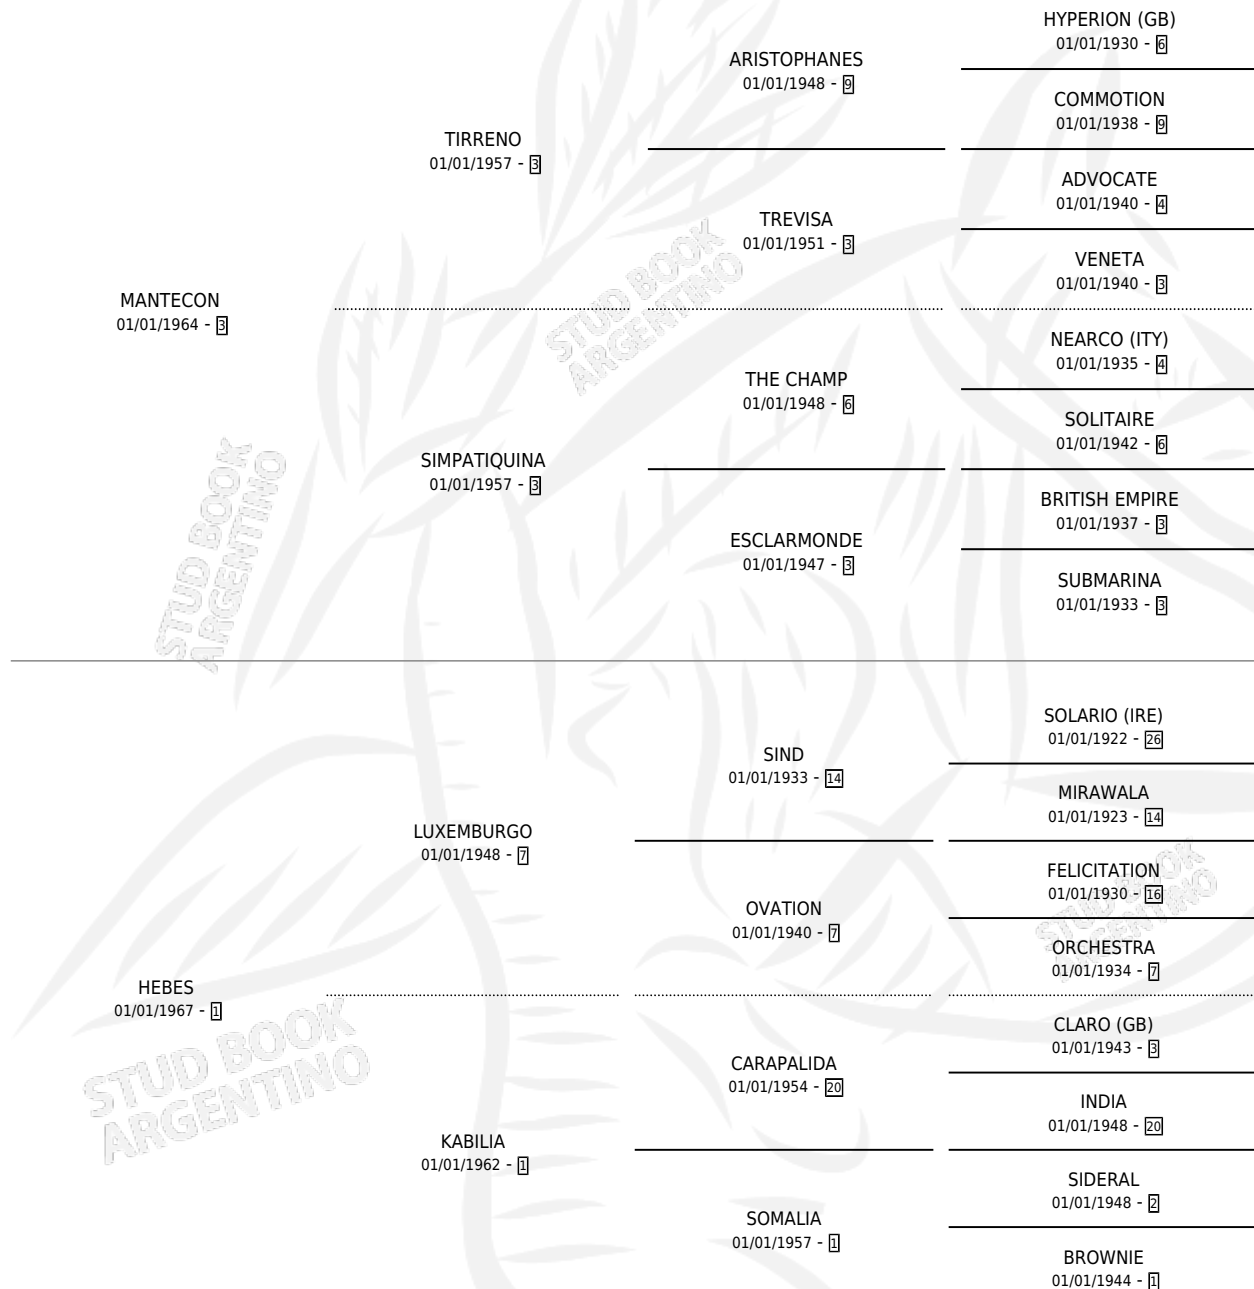 HYPERION (GB)
01/01/1930 - 6
ARISTOPHANES
01/01/1948 - 9
COMMOTION
01/01/1938 - 9
TIRRENO
01/01/1957 - 3
ADVOCATE
01/01/1940 - 4
TREVISA
01/01/1951 - 3
VENETA
01/01/1940 - 3
MANTECON
01/01/1964 - 3
NEARCO (ITY)
01/01/1935 - 4
THE CHAMP
01/01/1948 - 6
SOLITAIRE
01/01/1942 - 6
SIMPATIQUINA
01/01/1957 - 3
BRITISH EMPIRE
01/01/1937 - 3
ESCLARMONDE
01/01/1947 - 3
SUBMARINA
01/01/1933 - 3
SOLARIO (IRE)
01/01/1922 - 26
SIND
01/01/1933 - 14
MIRAWALA
01/01/1923 - 14
LUXEMBURGO
01/01/1948 - 7
FELICITATION
01/01/1930 - 16
OVATION
01/01/1940 - 7
ORCHESTRA
01/01/1934 - 7
HEBES
01/01/1967 - 1
CLARO (GB)
01/01/1943 - 3
CARAPALIDA
01/01/1954 - 20
INDIA
01/01/1948 - 20
KABILIA
01/01/1962 - 1
SIDERAL
01/01/1948 - 2
SOMALIA
01/01/1957 - 1
BROWNIE
01/01/1944 - 1
STUD BOOK
ARGENTINO
STUD BOOK
ARGENTINO
STUD BOOK
ARGENTINO
STUD BOOK
ARGENTINO